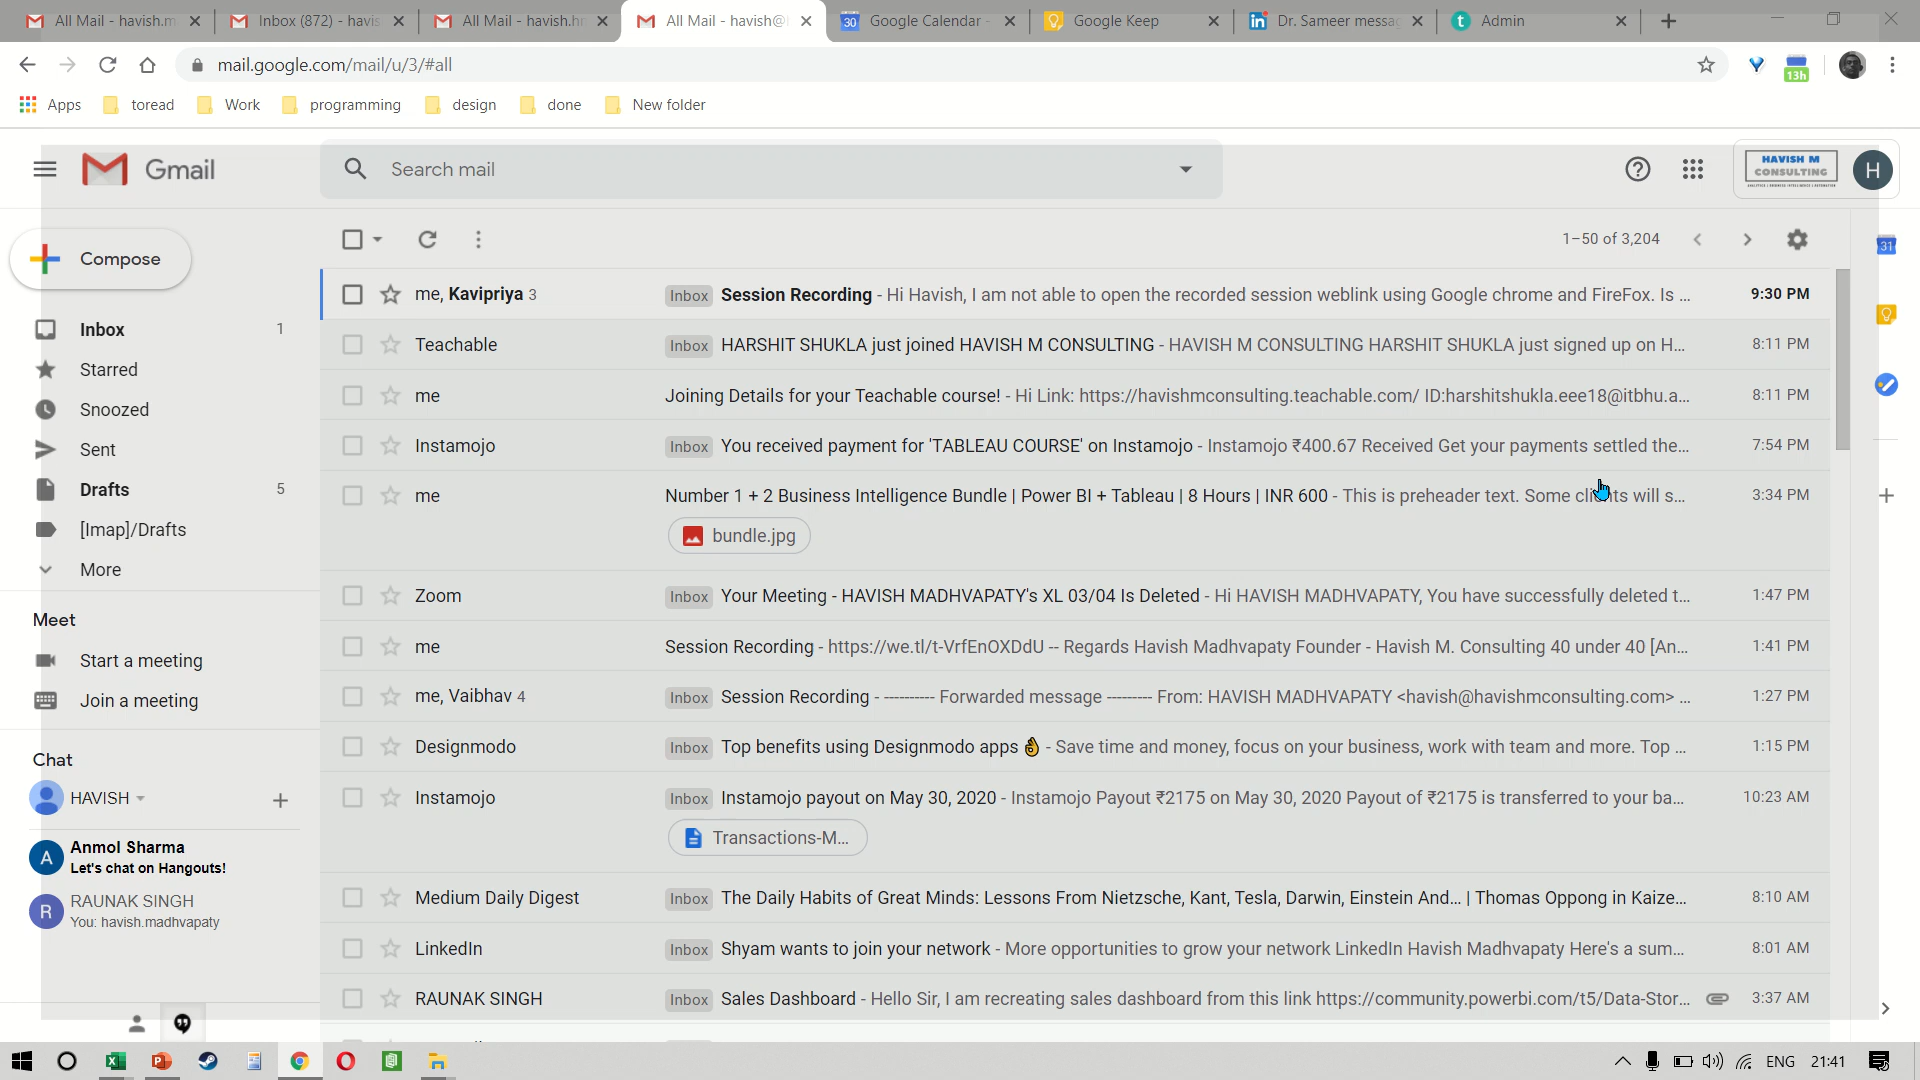 All Mail - havish.m
Inbox (872) - havis
All Mail - havish.hr
All Mail - havish@
Google Calendar -
Google Keep
Dr. Sameer messag
Admin
mail.google.com/mail/u/3/#all
13h
Apps
toread
Work
programming
design
done
New folder
Gmail
Search mail
HAVISH M
CONSULTING
H
Compose
1–50 of 3,204
Inbox 1
Starred
Snoozed
Sent
Drafts 5
[Imap]/Drafts
More
Meet
Start a meeting
Join a meeting
Chat
HAVISH
Anmol Sharma
Let's chat on Hangouts!
RAUNAK SINGH
You: havish.madhvapaty
me, Kavipriya 3 Inbox Session Recording - Hi Havish, I am not able to open the recorded session weblink using Google chrome and FireFox. Is ... 9:30 PM
Teachable Inbox HARSHIT SHUKLA just joined HAVISH M CONSULTING - HAVISH M CONSULTING HARSHIT SHUKLA just signed up on H... 8:11 PM
me Joining Details for your Teachable course! - Hi Link: https://havishmconsulting.teachable.com/ ID:harshitshukla.eee18@itbhu.a... 8:11 PM
Instamojo Inbox You received payment for 'TABLEAU COURSE' on Instamojo - Instamojo ₹400.67 Received Get your payments settled the... 7:54 PM
me Number 1 + 2 Business Intelligence Bundle | Power BI + Tableau | 8 Hours | INR 600 - This is preheader text. Some clients will s... 3:34 PM
bundle.jpg
Zoom Inbox Your Meeting - HAVISH MADHVAPATY's XL 03/04 Is Deleted - Hi HAVISH MADHVAPATY, You have successfully deleted t... 1:47 PM
me Session Recording - https://we.tl/t-VrfEnOXDdU -- Regards Havish Madhvapaty Founder - Havish M. Consulting 40 under 40 [An... 1:41 PM
me, Vaibhav 4 Inbox Session Recording - ---------- Forwarded message --------- From: HAVISH MADHVAPATY <havish@havishmconsulting.com> ... 1:27 PM
Designmodo Inbox Top benefits using Designmodo apps 👌 - Save time and money, focus on your business, work with team and more. Top ... 1:15 PM
Instamojo Inbox Instamojo payout on May 30, 2020 - Instamojo Payout ₹2175 on May 30, 2020 Payout of ₹2175 is transferred to your ba... 10:23 AM
Transactions-M...
Medium Daily Digest Inbox The Daily Habits of Great Minds: Lessons From Nietzsche, Kant, Tesla, Darwin, Einstein And... | Thomas Oppong in Kaize... 8:10 AM
LinkedIn Inbox Shyam wants to join your network - More opportunities to grow your network LinkedIn Havish Madhvapaty Here's a sum... 8:01 AM
RAUNAK SINGH Inbox Sales Dashboard - Hello Sir, I am recreating sales dashboard from this link https://community.powerbi.com/t5/Data-Stor... 3:37 AM
ENG 21:41